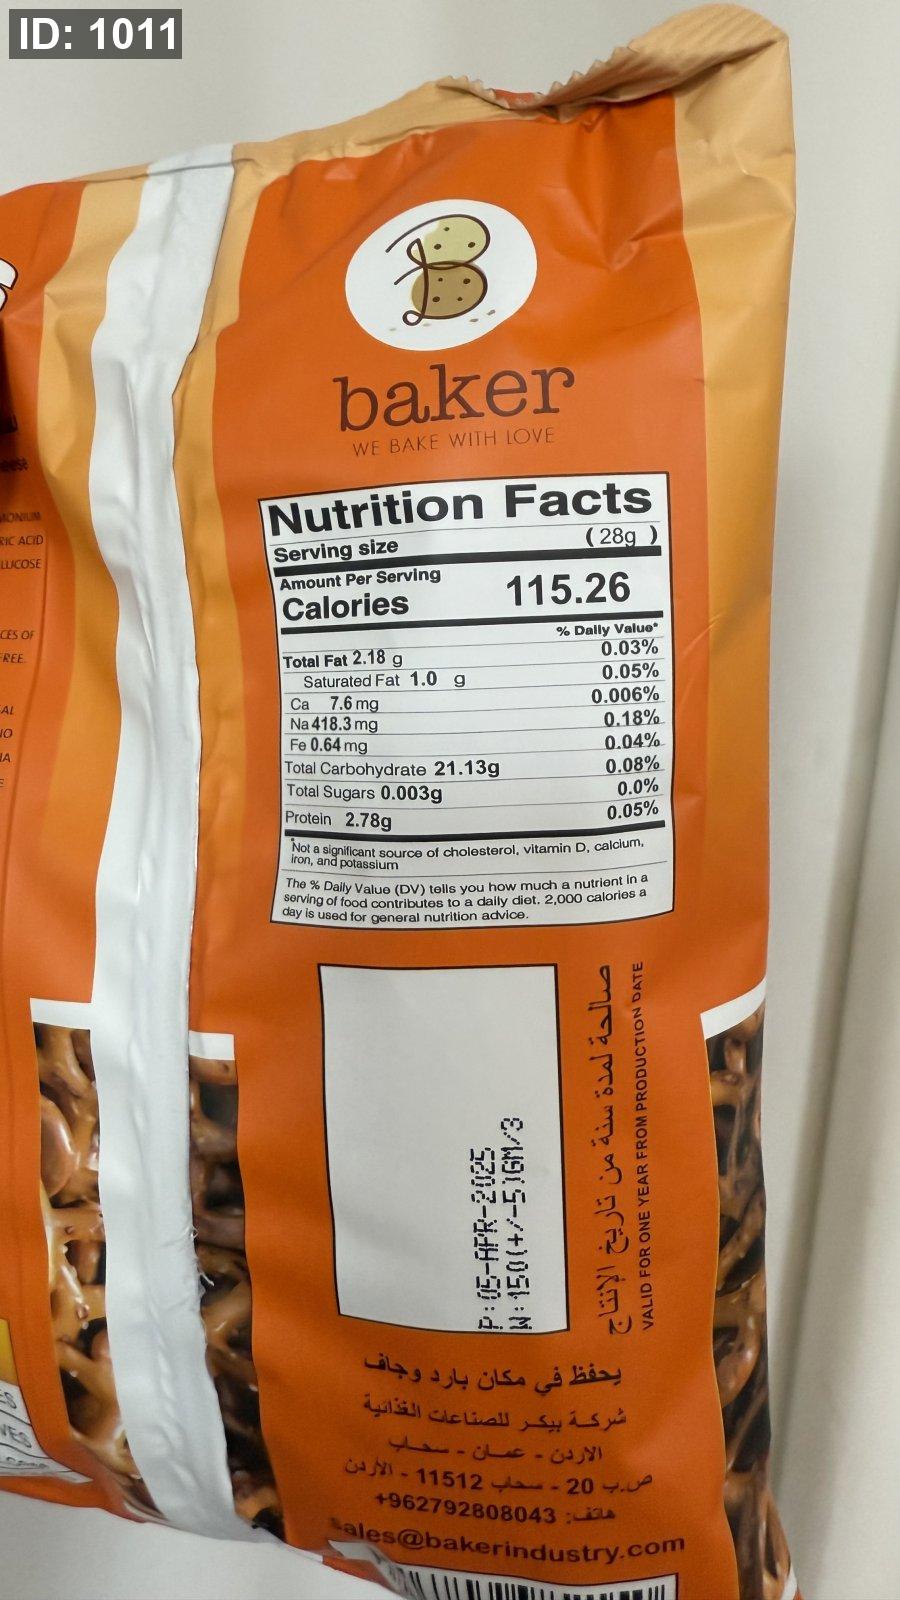 ID: 1011
baker
WE BAKE WITH LOVE
Nutrition Facts
Serving size (28g )
Amount Per Serving
Calories 115.26
% Daily Value*
Total Fat 2.18 g 0.03%
Saturated Fat 1.0 g 0.05%
Ca 7.6 mg 0.006%
Na 418.3 mg 0.18%
Fe 0.64 mg 0.04%
Total Carbohydrate 21.13g 0.08%
Total Sugars 0.003g 0.0%
Protein 2.78g 0.05%
*Not a significant source of cholesterol, vitamin D, calcium,
iron, and potassium
The % Daily Value (DV) tells you how much a nutrient in a
serving of food contributes to a daily diet. 2,000 calories a
day is used for general nutrition advice.
P:05-APR-2025
W:150(+/-5)GM/3
صالحة لمدة سنة من تاريخ الإنتاج
VALID FOR ONE YEAR FROM PRODUCTION DATE
يحفظ في مكان بارد وجاف
شركة بيكر للصناعات الغذائية
الاردن - عمان - سحاب
ص.ب 20 - سحاب 11512 - الأردن
هاتف: 962792808043+
sales@bakerindustry.com
RIC ACID
CES OF
FREE.